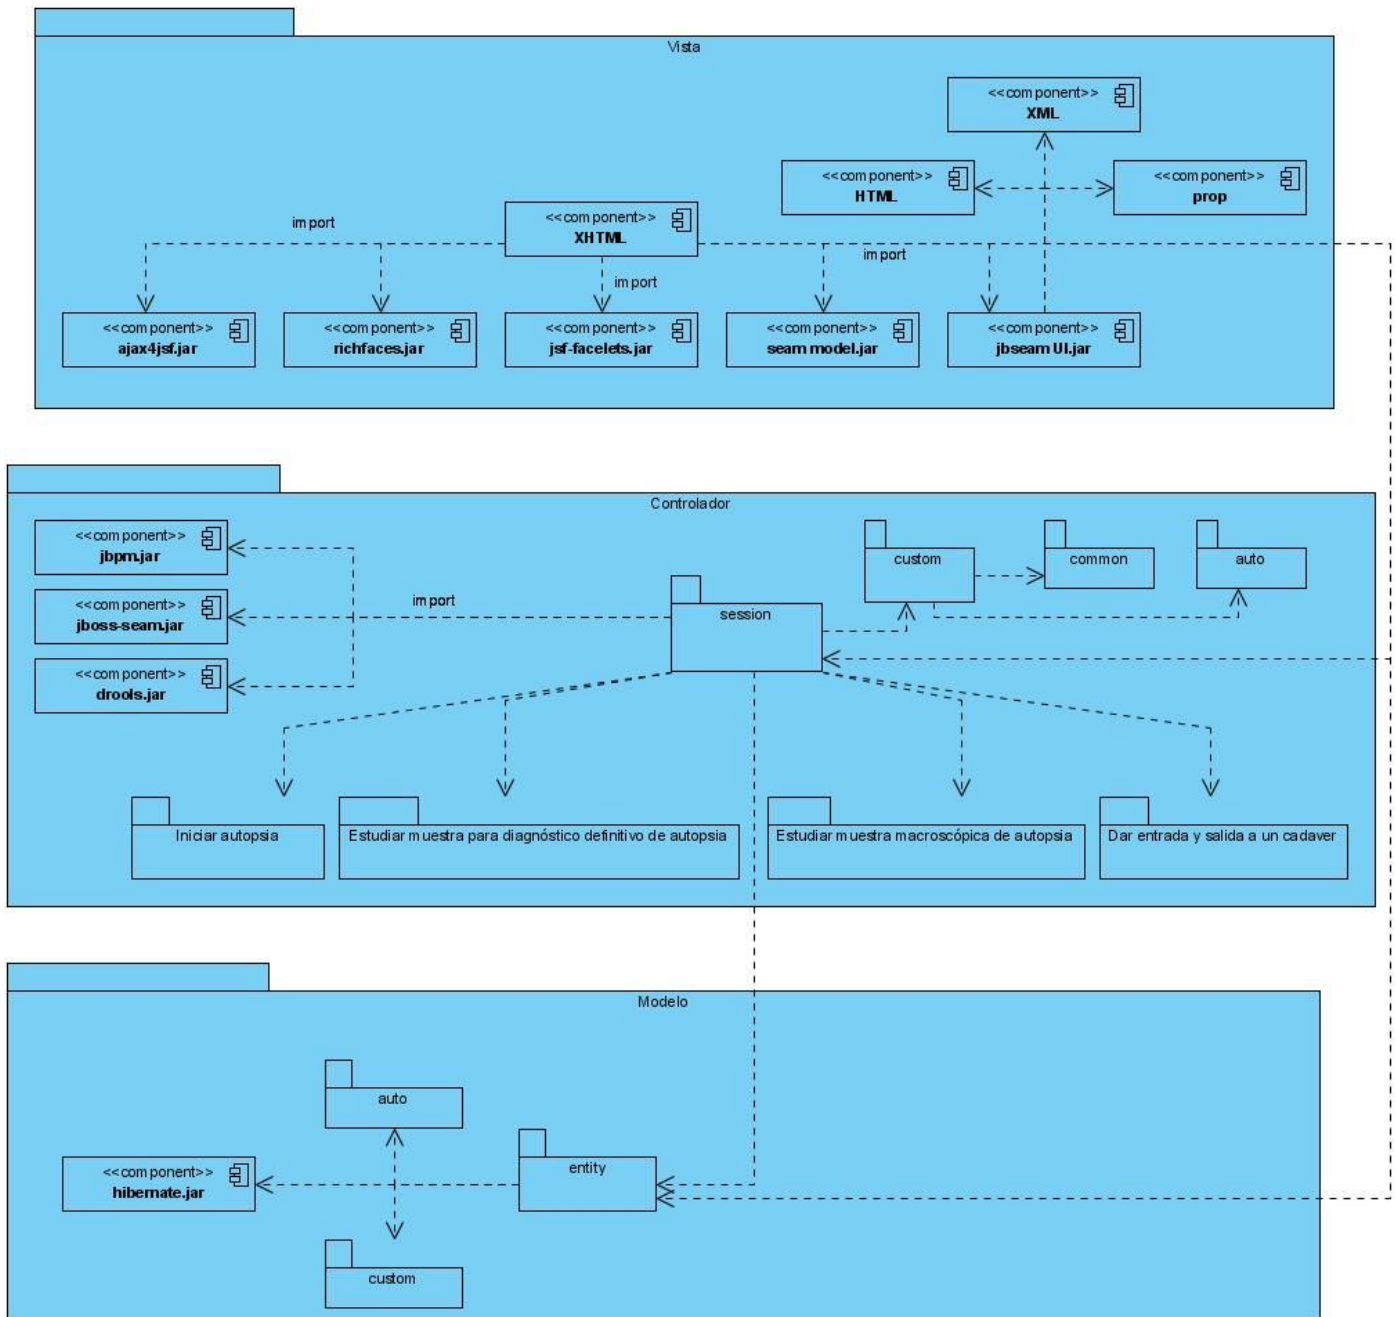 Vista
<<component>>
XML
<<component>>
HTML
<<component>>
prop
<<component>>
XHTML
import
import
import
<<component>>
ajax4jsf.jar
<<component>>
richfaces.jar
<<component>>
jsf-facelets.jar
<<component>>
seam model.jar
<<component>>
jbseam UI.jar
Controlador
<<component>>
jbpm.jar
<<component>>
jboss-seam.jar
<<component>>
drools.jar
import
session
custom
common
auto
Iniciar autopsia
Estudiar muestra para diagnóstico definitivo de autopsia
Estudiar muestra macroscópica de autopsia
Dar entrada y salida a un cadaver
Modelo
auto
<<component>>
hibernate.jar
entity
custom